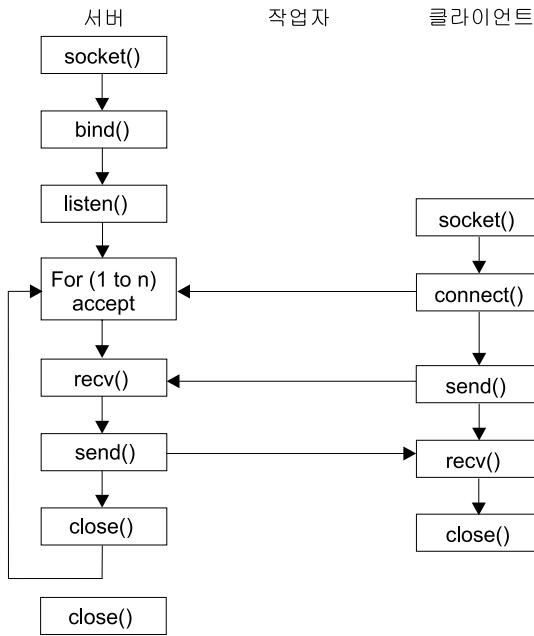 서버
작업자
클라이언트
socket()
bind()
listen()
For (1 to n)
accept
recv()
send()
close()
close()
socket()
connect()
send()
recv()
close()